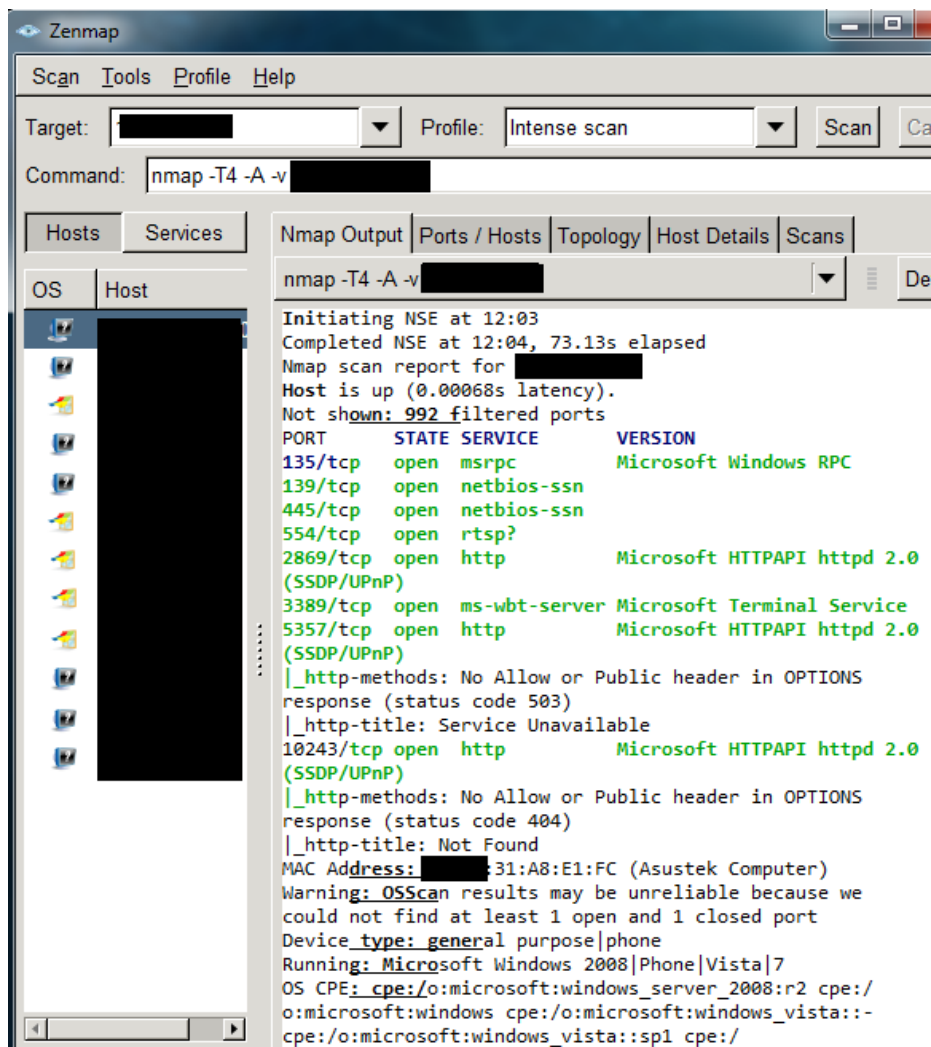 Zenmap
Scan Tools Profile Help
Target: Profile: Intense scan Scan
Command: nmap -T4 -A -v
Hosts Services
Nmap Output Ports / Hosts Topology Host Details Scans
OS Host
nmap -T4 -A -v
Initiating NSE at 12:03
Completed NSE at 12:04, 73.13s elapsed
Nmap scan report for
Host is up (0.00068s latency).
Not shown: 992 filtered ports
PORT STATE SERVICE VERSION
135/tcp open msrpc Microsoft Windows RPC
139/tcp open netbios-ssn
445/tcp open netbios-ssn
554/tcp open rtsp?
2869/tcp open http Microsoft HTTPAPI httpd 2.0
(SSDP/UPnP)
3389/tcp open ms-wbt-server Microsoft Terminal Service
5357/tcp open http Microsoft HTTPAPI httpd 2.0
(SSDP/UPnP)
|_http-methods: No Allow or Public header in OPTIONS
response (status code 503)
|_http-title: Service Unavailable
10243/tcp open http Microsoft HTTPAPI httpd 2.0
(SSDP/UPnP)
|_http-methods: No Allow or Public header in OPTIONS
response (status code 404)
|_http-title: Not Found
MAC Address: :31:A8:E1:FC (Asustek Computer)
Warning: OSScan results may be unreliable because we
could not find at least 1 open and 1 closed port
Device type: general purpose|phone
Running: Microsoft Windows 2008|Phone|Vista|7
OS CPE: cpe:/o:microsoft:windows_server_2008:r2 cpe:/
o:microsoft:windows cpe:/o:microsoft:windows_vista::-
cpe:/o:microsoft:windows_vista::sp1 cpe:/